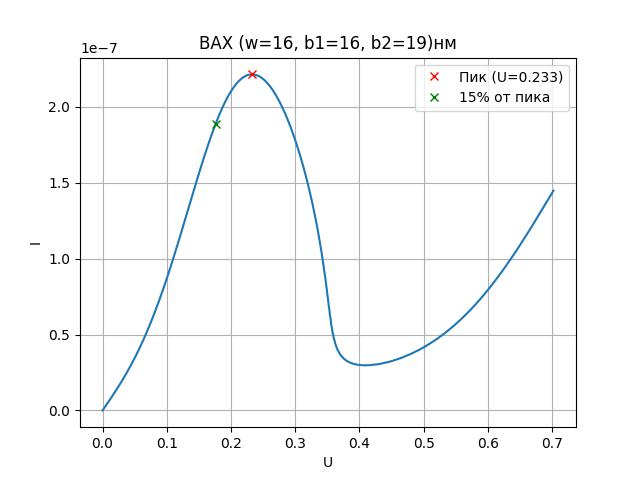 ВАХ (w=16, b1=16, b2=19)нм
1e−7
Пик (U=0.233)
15% от пика
2.0
1.5
1.0
0.5
0.0
I
0.0 0.1 0.2 0.3 0.4 0.5 0.6 0.7
U